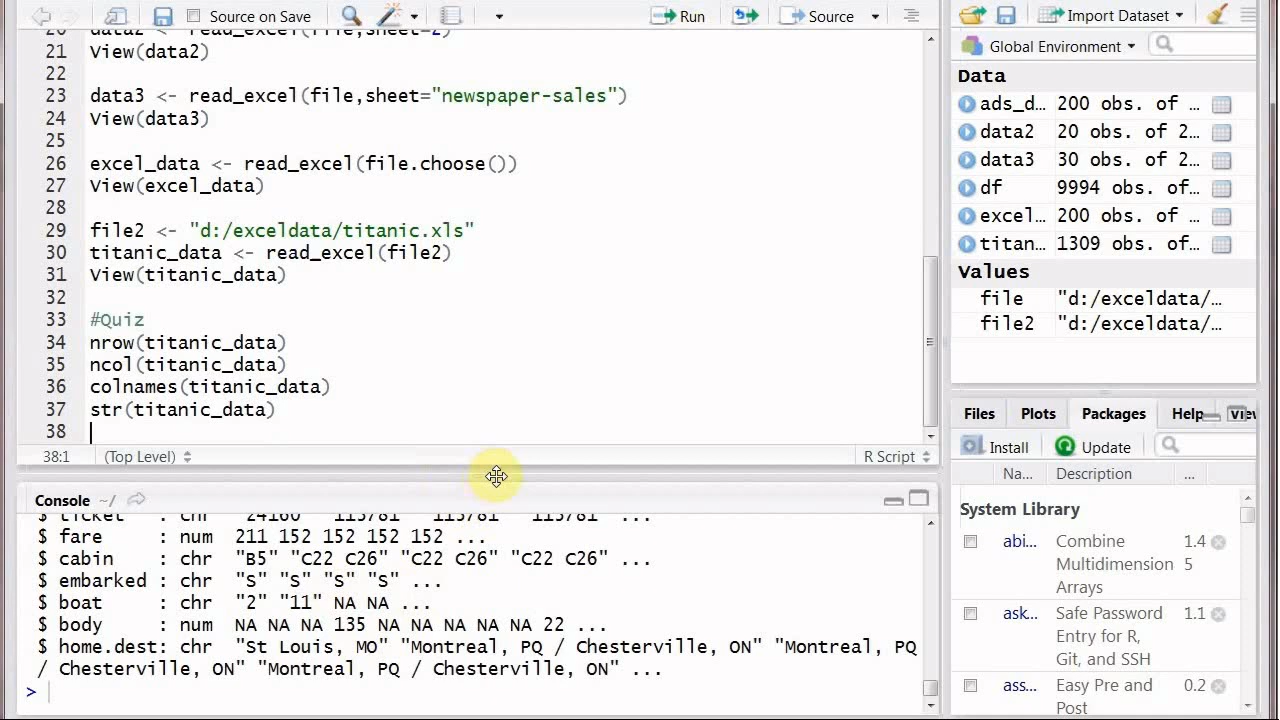 Source on Save
Run
Source
20 data2 <- read_excel(file,sheet=2)
21 View(data2)
22
23 data3 <- read_excel(file,sheet="newspaper-sales")
24 View(data3)
25
26 excel_data <- read_excel(file.choose())
27 View(excel_data)
28
29 file2 <- "d:/exceldata/titanic.xls"
30 titanic_data <- read_excel(file2)
31 View(titanic_data)
32
33 #Quiz
34 nrow(titanic_data)
35 ncol(titanic_data)
36 colnames(titanic_data)
37 str(titanic_data)
38
38:1 (Top Level) R Script
Console ~/
$ ticket : chr "24160" "113781" "113781" "113781" ...
$ fare : num 211 152 152 152 152 ...
$ cabin : chr "B5" "C22 C26" "C22 C26" "C22 C26" ...
$ embarked : chr "S" "S" "S" "S" ...
$ boat : chr "2" "11" NA NA ...
$ body : num NA NA NA 135 NA NA NA NA NA 22 ...
$ home.dest: chr "St Louis, MO" "Montreal, PQ / Chesterville, ON" "Montreal, PQ
/ Chesterville, ON" "Montreal, PQ / Chesterville, ON" ...
>
Import Dataset
Global Environment
Data
ads_d… 200 obs. of …
data2 20 obs. of 2…
data3 30 obs. of 2…
df 9994 obs. of…
excel… 200 obs. of …
titan… 1309 obs. of…
Values
file "d:/exceldata/…
file2 "d:/exceldata/…
Files Plots Packages Help View
Install Update
Na… Description ...
System Library
abi... Combine Multidimension Arrays 1.4 5
ask... Safe Password Entry for R, Git, and SSH 1.1
ass... Easy Pre and Post 0.2